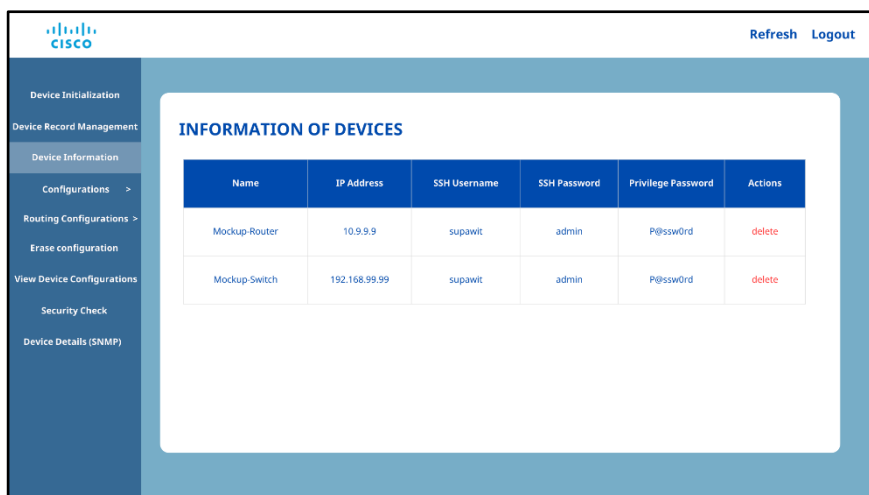 CISCO
Refresh Logout
Device Initialization
Device Record Management
Device Information
Configurations >
Routing Configurations >
Erase configuration
View Device Configurations
Security Check
Device Details (SNMP)
INFORMATION OF DEVICES
Name IP Address SSH Username SSH Password Privilege Password Actions
Mockup-Router 10.9.9.9 supawit admin P@ssw0rd delete
Mockup-Switch 192.168.99.99 supawit admin P@ssw0rd delete